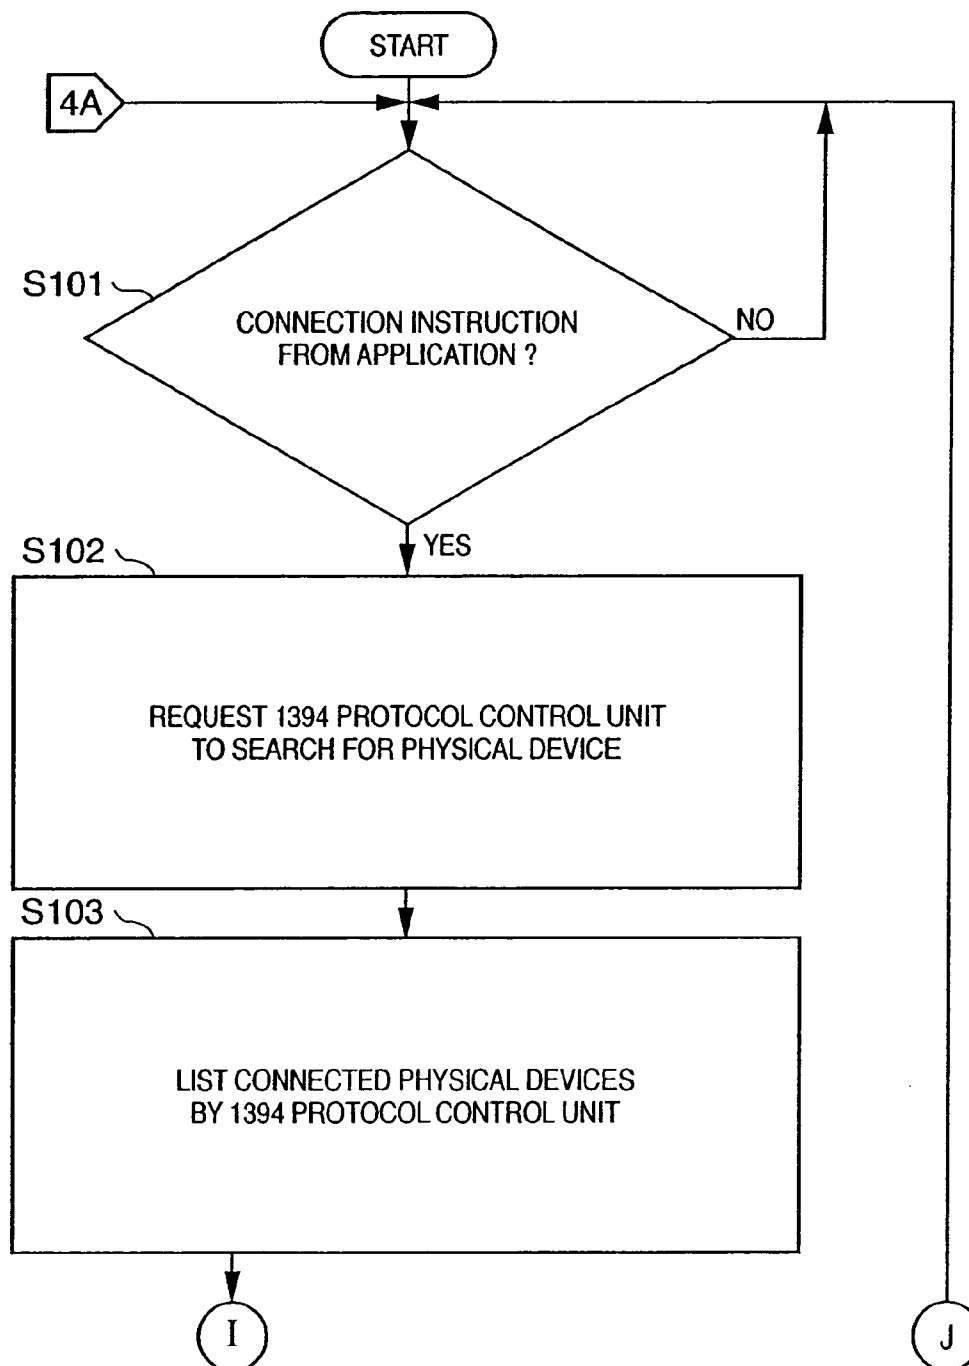 START
4A
S101
CONNECTION INSTRUCTION
FROM APPLICATION ?
NO
YES
S102
REQUEST 1394 PROTOCOL CONTROL UNIT
TO SEARCH FOR PHYSICAL DEVICE
S103
LIST CONNECTED PHYSICAL DEVICES
BY 1394 PROTOCOL CONTROL UNIT
I
J